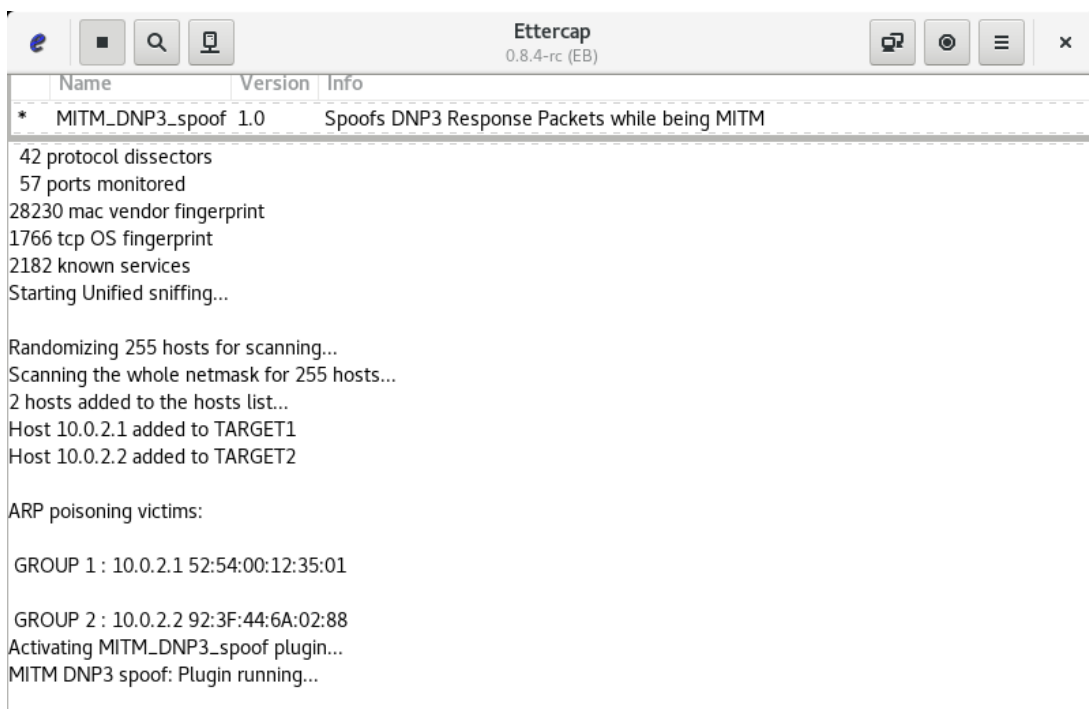 Ettercap
0.8.4-rc (EB)
Name Version Info
* MITM_DNP3_spoof 1.0 Spoofs DNP3 Response Packets while being MITM
42 protocol dissectors
57 ports monitored
28230 mac vendor fingerprint
1766 tcp OS fingerprint
2182 known services
Starting Unified sniffing...
Randomizing 255 hosts for scanning...
Scanning the whole netmask for 255 hosts...
2 hosts added to the hosts list...
Host 10.0.2.1 added to TARGET1
Host 10.0.2.2 added to TARGET2
ARP poisoning victims:
GROUP 1 : 10.0.2.1 52:54:00:12:35:01
GROUP 2 : 10.0.2.2 92:3F:44:6A:02:88
Activating MITM_DNP3_spoof plugin...
MITM DNP3 spoof: Plugin running...